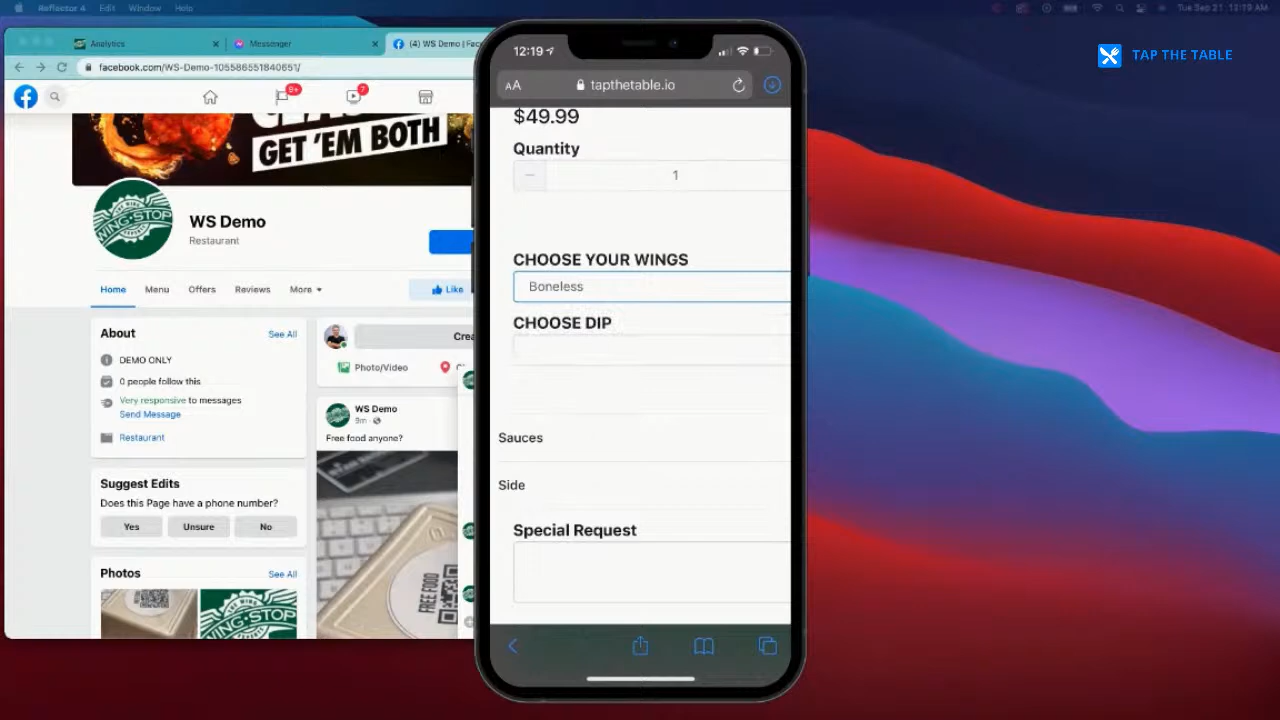 Reflector 4 Edit Window Help
Tue Sep 21 12:19 AM
Analytics
Messenger
(4) WS Demo | Fac
facebook.com/WS-Demo-105586551840651/
9+
7
GET 'EM BOTH
WING·STOP
WS Demo
Restaurant
Home
Menu
Offers
Reviews
More
Like
About
See All
DEMO ONLY
0 people follow this
Very responsive to messages
Send Message
Restaurant
Suggest Edits
Does this Page have a phone number?
Yes
Unsure
No
Photos
See All
Crea
Photo/Video
WS Demo
9m
Free food anyone?
FREE FOOD
12:19
AA
tapthetable.io
$49.99
Quantity
1
CHOOSE YOUR WINGS
Boneless
CHOOSE DIP
Sauces
Side
Special Request
TAP THE TABLE